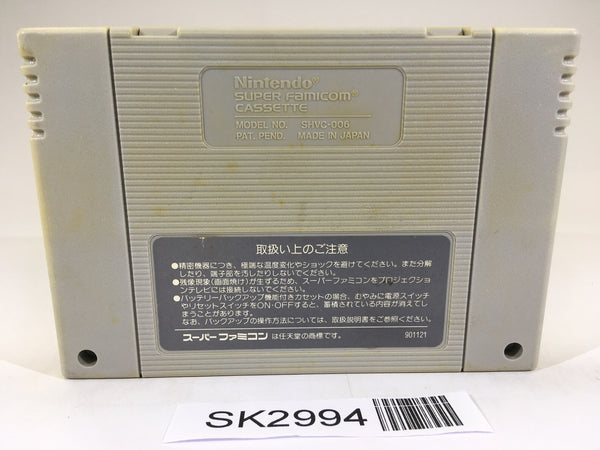 Nintendo®
SUPER FAMICOM®
CASSETTE
MODEL NO. SHVC-006
PAT. PEND. MADE IN JAPAN
取扱い上のご注意
●精密機器につき、極端な温度変化やショックを避けてください。また分解
したり、端子部を汚したりしないでください。
●残像現象(画面焼け)が生ずるため、スーパーファミコンをプロジェクショ
ンテレビには接続しないでください。
●バッテリーバックアップ機能付きカセットの場合、むやみに電源スイッチ
やリセットスイッチをON・OFFすると、蓄積されている内容が消えてし
まうことがあります。
なお、バックアップの操作方法については、取扱説明書をご参照ください。
スーパーファミコン は任天堂の商標です。 901121
SK2994